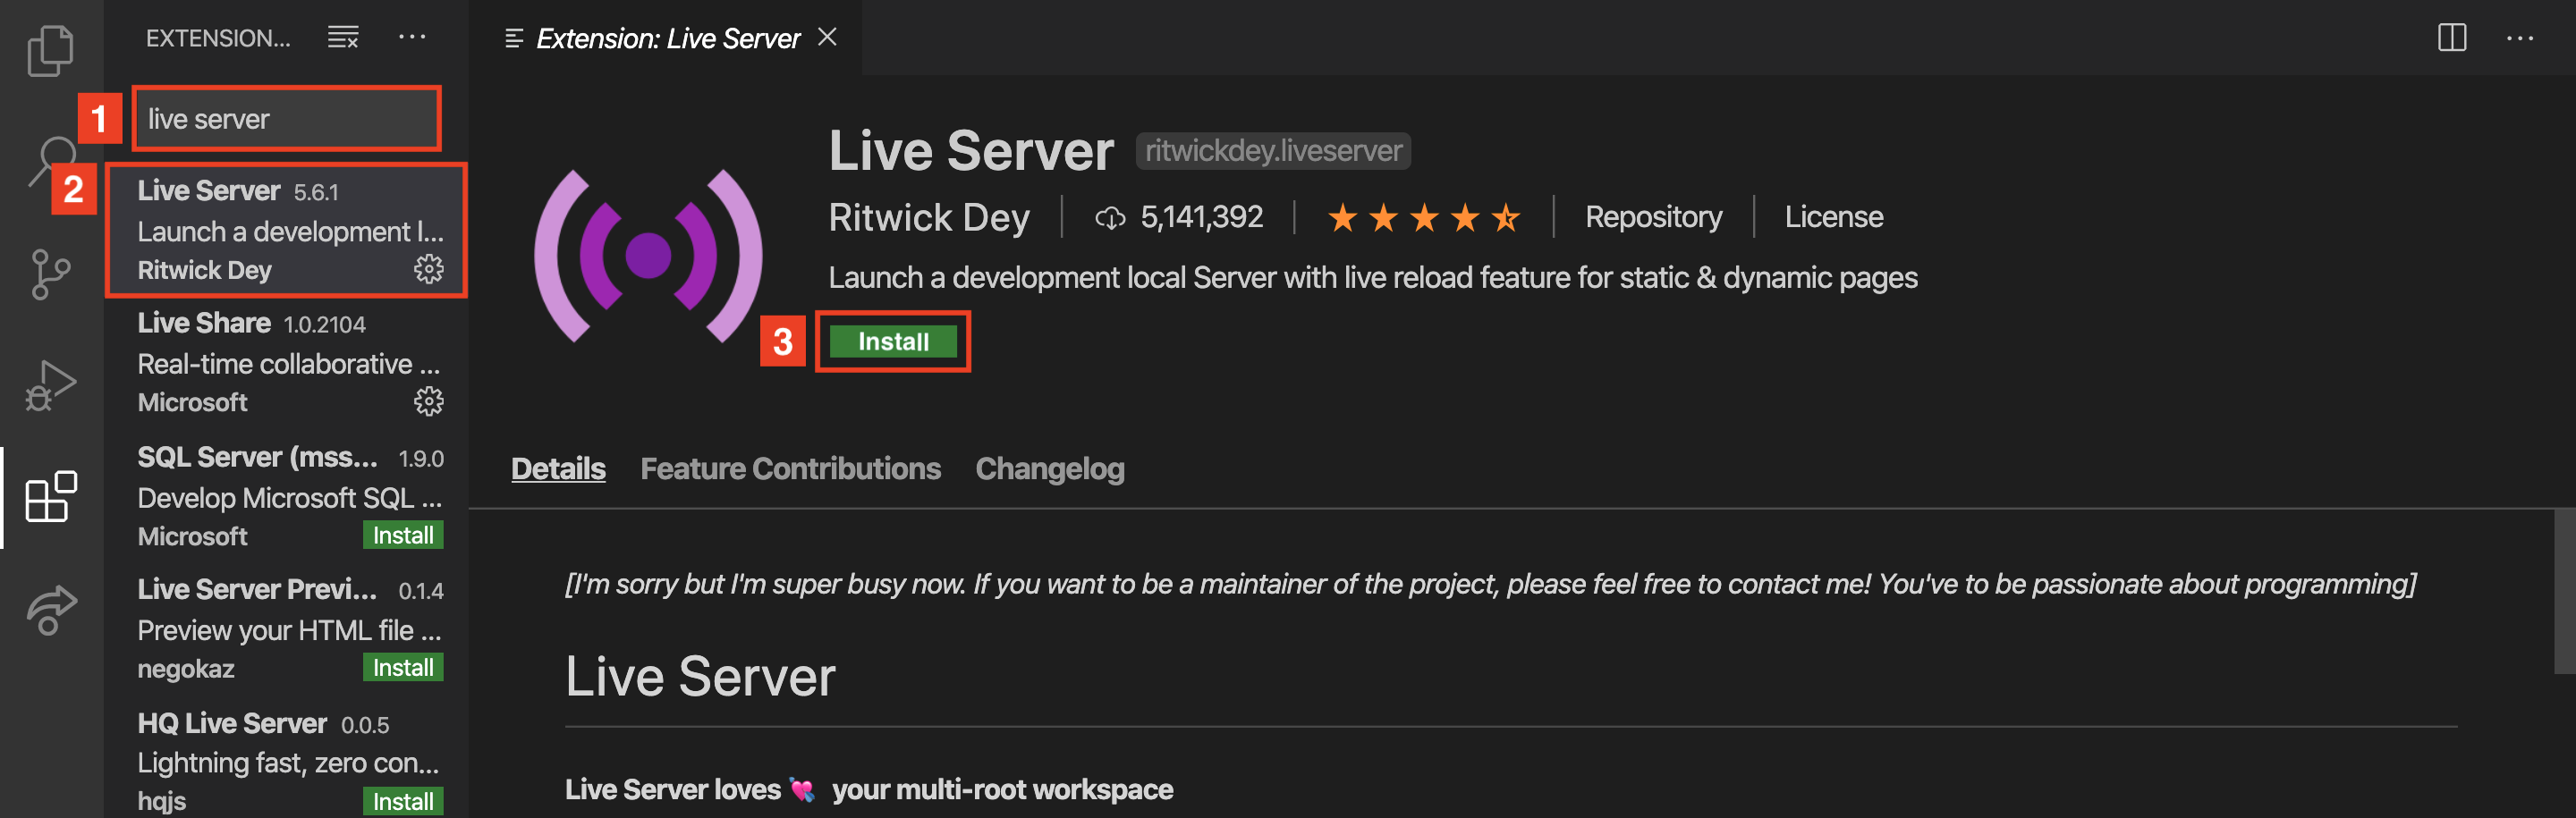 EXTENSION...
1
live server
2
Live Server 5.6.1
Launch a development l...
Ritwick Dey
Live Share 1.0.2104
Real-time collaborative ...
Microsoft
SQL Server (mss... 1.9.0
Develop Microsoft SQL ...
Microsoft Install
Live Server Previ... 0.1.4
Preview your HTML file ...
negokaz Install
HQ Live Server 0.0.5
Lightning fast, zero con...
hqjs Install
Extension: Live Server
Live Server ritwickdey.liveserver
Ritwick Dey 5,141,392 Repository License
Launch a development local Server with live reload feature for static & dynamic pages
3 Install
Details Feature Contributions Changelog
[I'm sorry but I'm super busy now. If you want to be a maintainer of the project, please feel free to contact me! You've to be passionate about programming]
Live Server
Live Server loves 💘 your multi-root workspace